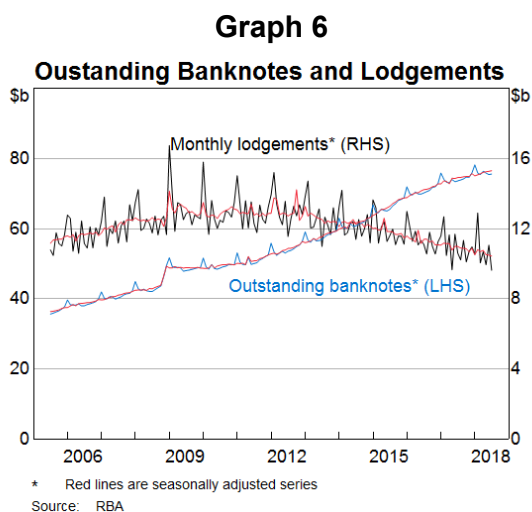 Graph 6
Oustanding Banknotes and Lodgements
$b $b
Monthly lodgements* (RHS)
80 16
60 12
Outstanding banknotes* (LHS)
40 8
20 4
0 0
2006 2009 2012 2015 2018
* Red lines are seasonally adjusted series
Source: RBA